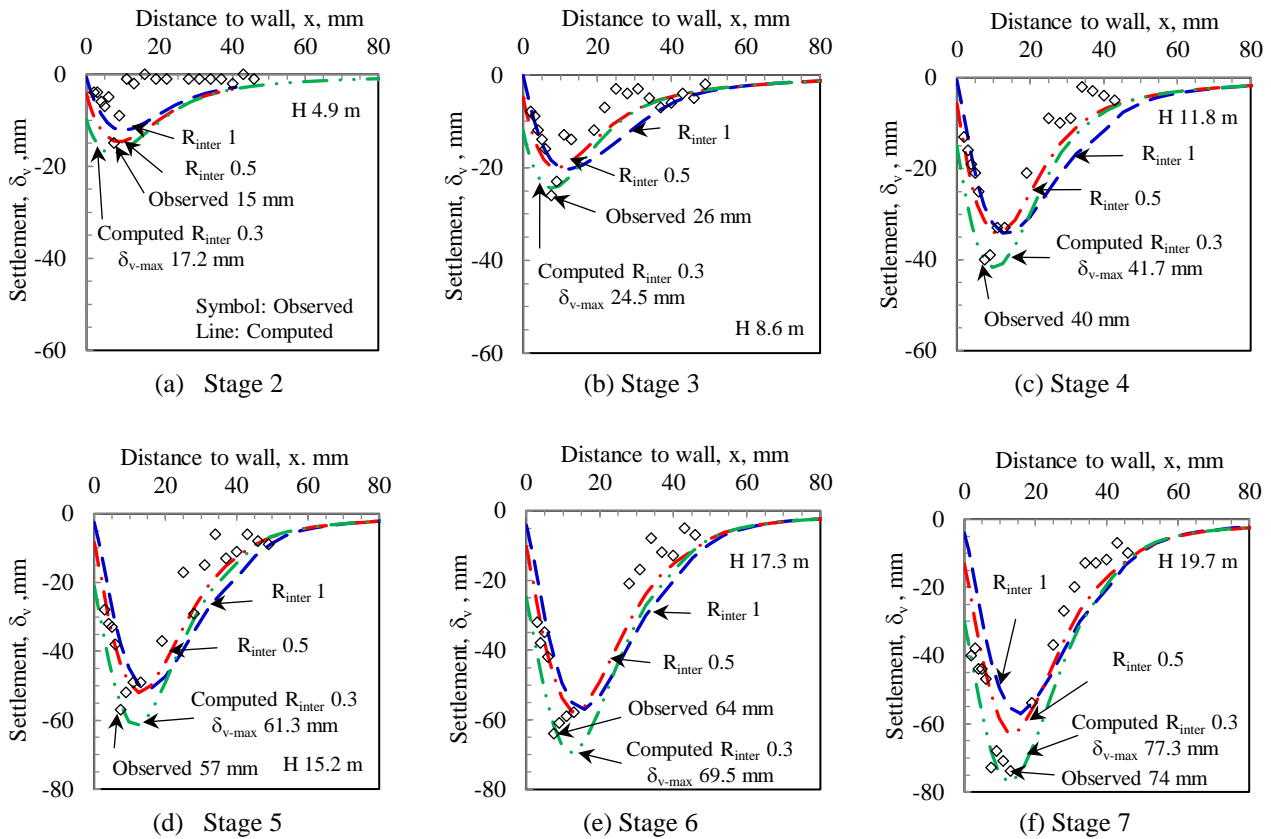 Distance to wall, x, mm
0 20 40 60 80
0
-20
-40
-60
Settlement, δv ,mm
H 4.9 m
Rinter 1
Rinter 0.5
Observed 15 mm
Computed Rinter 0.3
δv-max 17.2 mm
Symbol: Observed
Line: Computed
(a) Stage 2
Distance to wall, x, mm
0 20 40 60 80
0
-20
-40
-60
Settlement, δv , mm
Rinter 1
Rinter 0.5
Observed 26 mm
Computed Rinter 0.3
δv-max 24.5 mm
H 8.6 m
(b) Stage 3
Distance to wall, x, mm
0 20 40 60 80
0
-20
-40
-60
Settlement, δv , mm
H 11.8 m
Rinter 1
Rinter 0.5
Computed Rinter 0.3
δv-max 41.7 mm
Observed 40 mm
(c) Stage 4
Distance to wall, x. mm
0 20 40 60 80
0
-20
-40
-60
-80
Settlement, δv ,mm
Rinter 1
Rinter 0.5
Computed Rinter 0.3
δv-max 61.3 mm
Observed 57 mm
H 15.2 m
(d) Stage 5
Distance to wall, x, mm
0 20 40 60 80
0
-20
-40
-60
-80
Settlement, δv , mm
H 17.3 m
Rinter 1
Rinter 0.5
Observed 64 mm
Computed Rinter 0.3
δv-max 69.5 mm
(e) Stage 6
Distance to wall, x, mm
0 20 40 60 80
0
-20
-40
-60
-80
Settlement, δv , mm
H 19.7 m
Rinter 1
Rinter 0.5
Computed Rinter 0.3
δv-max 77.3 mm
Observed 74 mm
(f) Stage 7